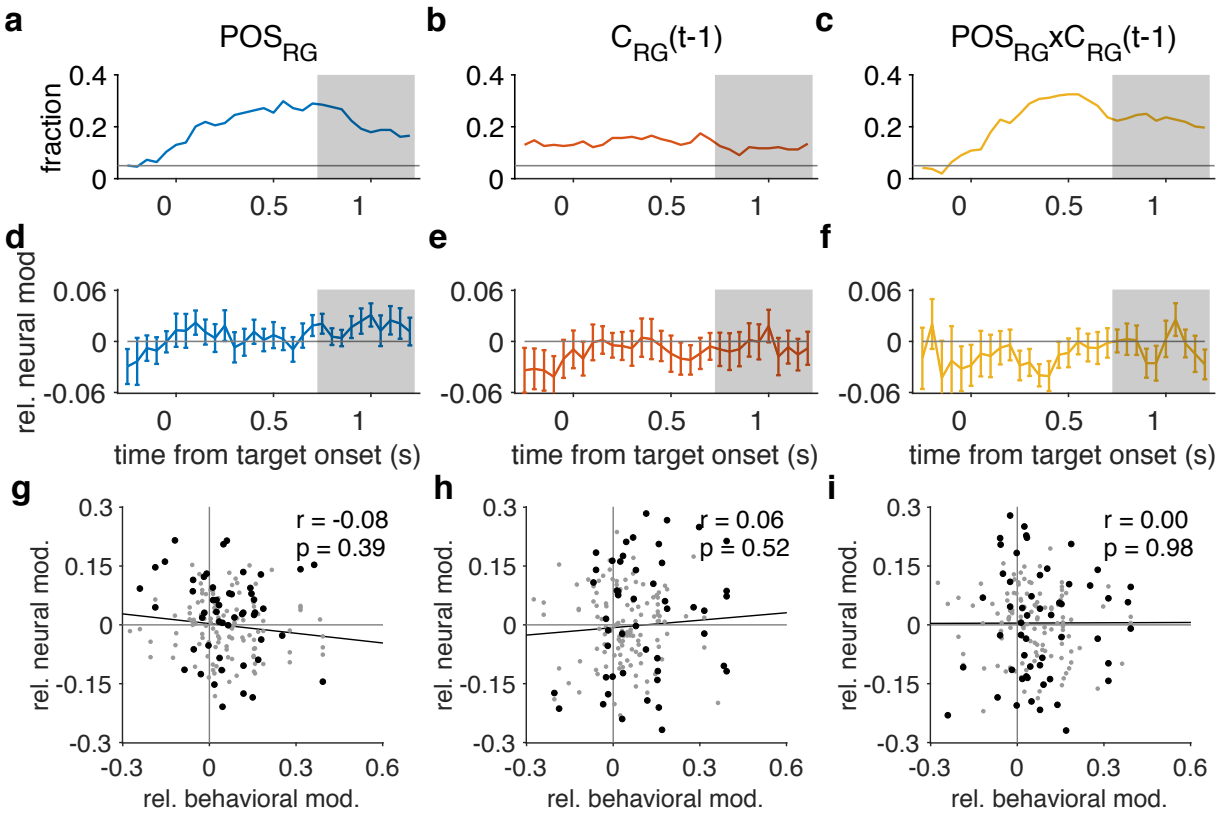 a
POS_RG
b
C_RG(t-1)
c
POS_RGxC_RG(t-1)
fraction
0.4
0.2
0
0 0.5 1
0.4
0.2
0
0 0.5 1
0.4
0.2
0
0 0.5 1
d
rel. neural mod
0.06
0
-0.06
0 0.5 1
time from target onset (s)
e
0.06
0
-0.06
0 0.5 1
time from target onset (s)
f
0.06
0
-0.06
0 0.5 1
time from target onset (s)
g
rel. neural mod.
0.3
0.15
0
-0.15
-0.3
r = -0.08
p = 0.39
-0.3 0 0.3 0.6
rel. behavioral mod.
h
rel. neural mod.
0.3
0.15
0
-0.15
-0.3
r = 0.06
p = 0.52
-0.3 0 0.3 0.6
rel. behavioral mod.
i
rel. neural mod.
0.3
0.15
0
-0.15
-0.3
r = 0.00
p = 0.98
-0.3 0 0.3 0.6
rel. behavioral mod.